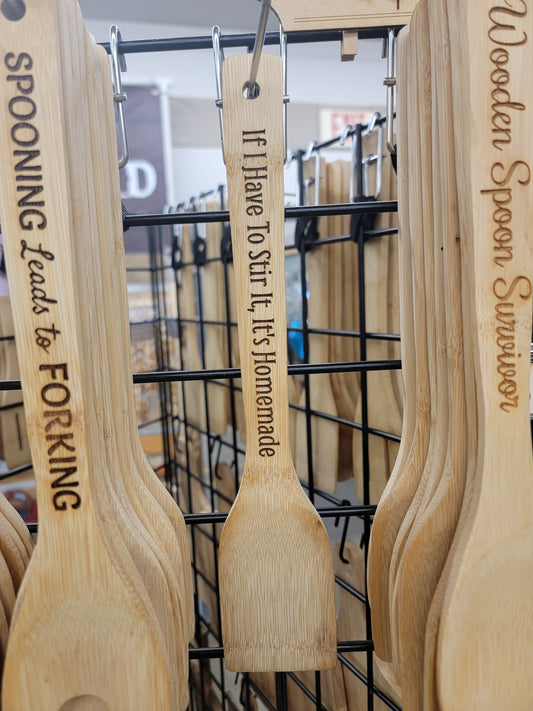 SPOONING Leads to FORKING
If I Have To Stir It, It's Homemade
Wooden Spoon Survivor